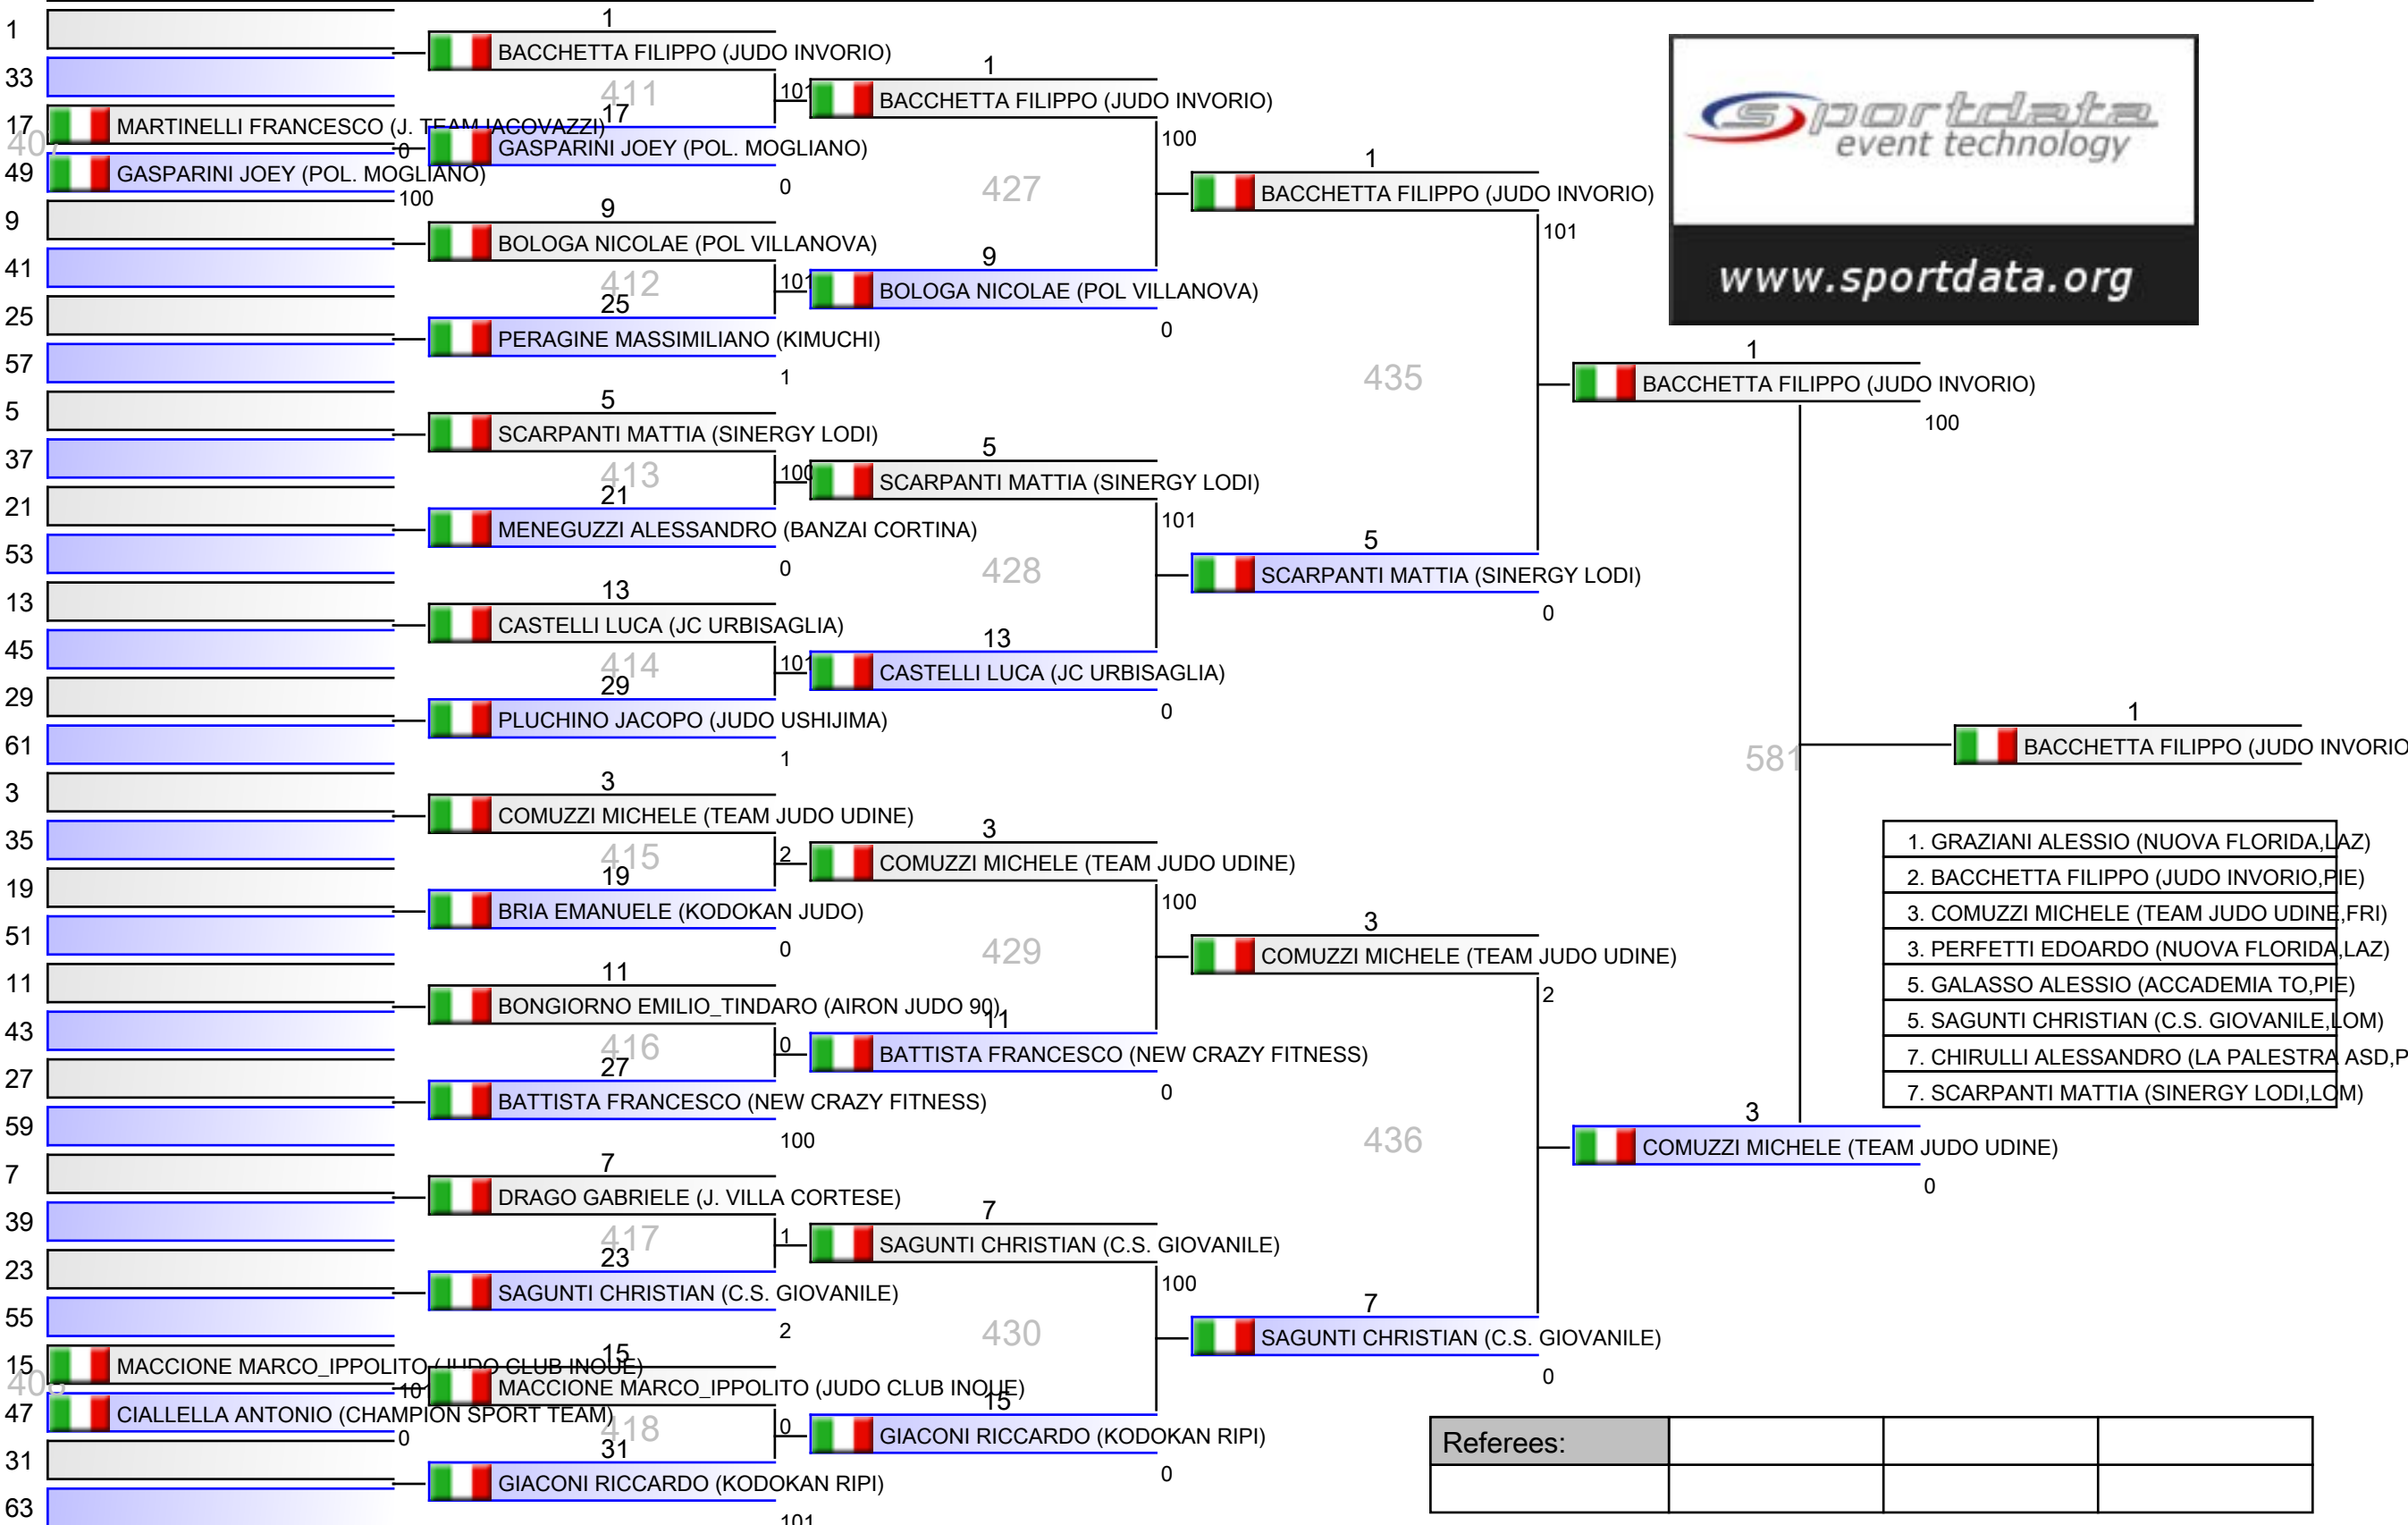 1
33
17
49
9
41
25
57
5
37
21
53
13
45
29
61
3
35
19
51
11
43
27
59
7
39
23
55
15
47
31
63
MARTINELLI FRANCESCO (J. TEAM IACOVAZZI)
0
GASPARINI JOEY (POL. MOGLIANO)
100
MACCIONE MARCO_IPPOLITO (JUDO CLUB INOUE)
101
408
CIALLELLA ANTONIO (CHAMPION SPORT TEAM)
0
1
BACCHETTA FILIPPO (JUDO INVORIO)
101
411
17
GASPARINI JOEY (POL. MOGLIANO)
0
9
BOLOGA NICOLAE (POL VILLANOVA)
101
412
25
PERAGINE MASSIMILIANO (KIMUCHI)
1
5
SCARPANTI MATTIA (SINERGY LODI)
100
413
21
MENEGUZZI ALESSANDRO (BANZAI CORTINA)
0
13
CASTELLI LUCA (JC URBISAGLIA)
101
414
29
PLUCHINO JACOPO (JUDO USHIJIMA)
1
3
COMUZZI MICHELE (TEAM JUDO UDINE)
2
415
19
BRIA EMANUELE (KODOKAN JUDO)
0
11
BONGIORNO EMILIO_TINDARO (AIRON JUDO 90)
0
416
27
BATTISTA FRANCESCO (NEW CRAZY FITNESS)
100
7
DRAGO GABRIELE (J. VILLA CORTESE)
1
417
23
SAGUNTI CHRISTIAN (C.S. GIOVANILE)
2
15
MACCIONE MARCO_IPPOLITO (JUDO CLUB INOUE)
0
418
31
GIACONI RICCARDO (KODOKAN RIPI)
101
1
BACCHETTA FILIPPO (JUDO INVORIO)
100
427
9
BOLOGA NICOLAE (POL VILLANOVA)
0
5
SCARPANTI MATTIA (SINERGY LODI)
101
428
13
CASTELLI LUCA (JC URBISAGLIA)
0
3
COMUZZI MICHELE (TEAM JUDO UDINE)
100
429
11
BATTISTA FRANCESCO (NEW CRAZY FITNESS)
0
7
SAGUNTI CHRISTIAN (C.S. GIOVANILE)
100
430
15
GIACONI RICCARDO (KODOKAN RIPI)
0
1
BACCHETTA FILIPPO (JUDO INVORIO)
101
435
5
SCARPANTI MATTIA (SINERGY LODI)
0
3
COMUZZI MICHELE (TEAM JUDO UDINE)
2
436
7
SAGUNTI CHRISTIAN (C.S. GIOVANILE)
0
sportdata
event technology
www.sportdata.org
1
BACCHETTA FILIPPO (JUDO INVORIO)
100
581
3
COMUZZI MICHELE (TEAM JUDO UDINE)
0
1
BACCHETTA FILIPPO (JUDO INVORIO
1. GRAZIANI ALESSIO (NUOVA FLORIDA,LAZ)
2. BACCHETTA FILIPPO (JUDO INVORIO,PIE)
3. COMUZZI MICHELE (TEAM JUDO UDINE,FRI)
3. PERFETTI EDOARDO (NUOVA FLORIDA,LAZ)
5. GALASSO ALESSIO (ACCADEMIA TO,PIE)
5. SAGUNTI CHRISTIAN (C.S. GIOVANILE,LOM)
7. CHIRULLI ALESSANDRO (LA PALESTRA ASD,P
7. SCARPANTI MATTIA (SINERGY LODI,LOM)
Referees: